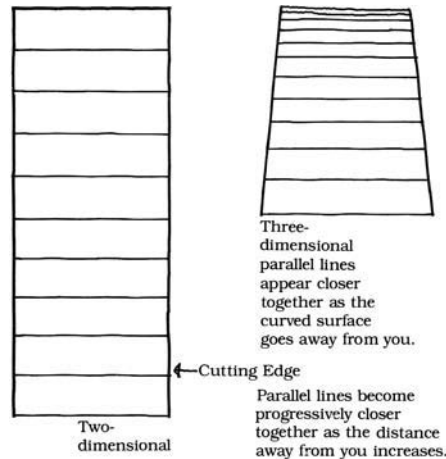 Three-
dimensional
parallel lines
appear closer
together as the
curved surface
goes away from you.
Cutting Edge
Two-
dimensional
Parallel lines become
progressively closer
together as the distance
away from you increases.